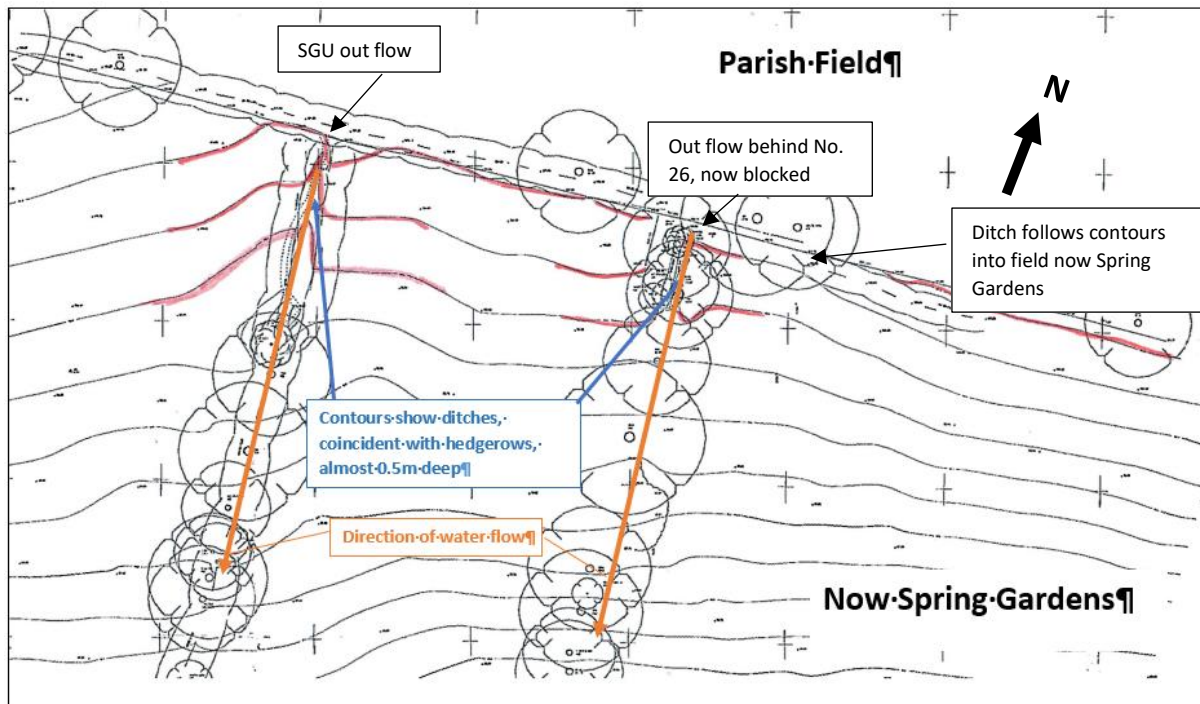 SGU out flow
Parish·Field¶
N
Out flow behind No.
26, now blocked
Ditch follows contours
into field now Spring
Gardens
Contours·show·ditches,·
coincident·with·hedgerows,·
almost·0.5m·deep¶
Direction·of·water·flow¶
Now·Spring·Gardens¶